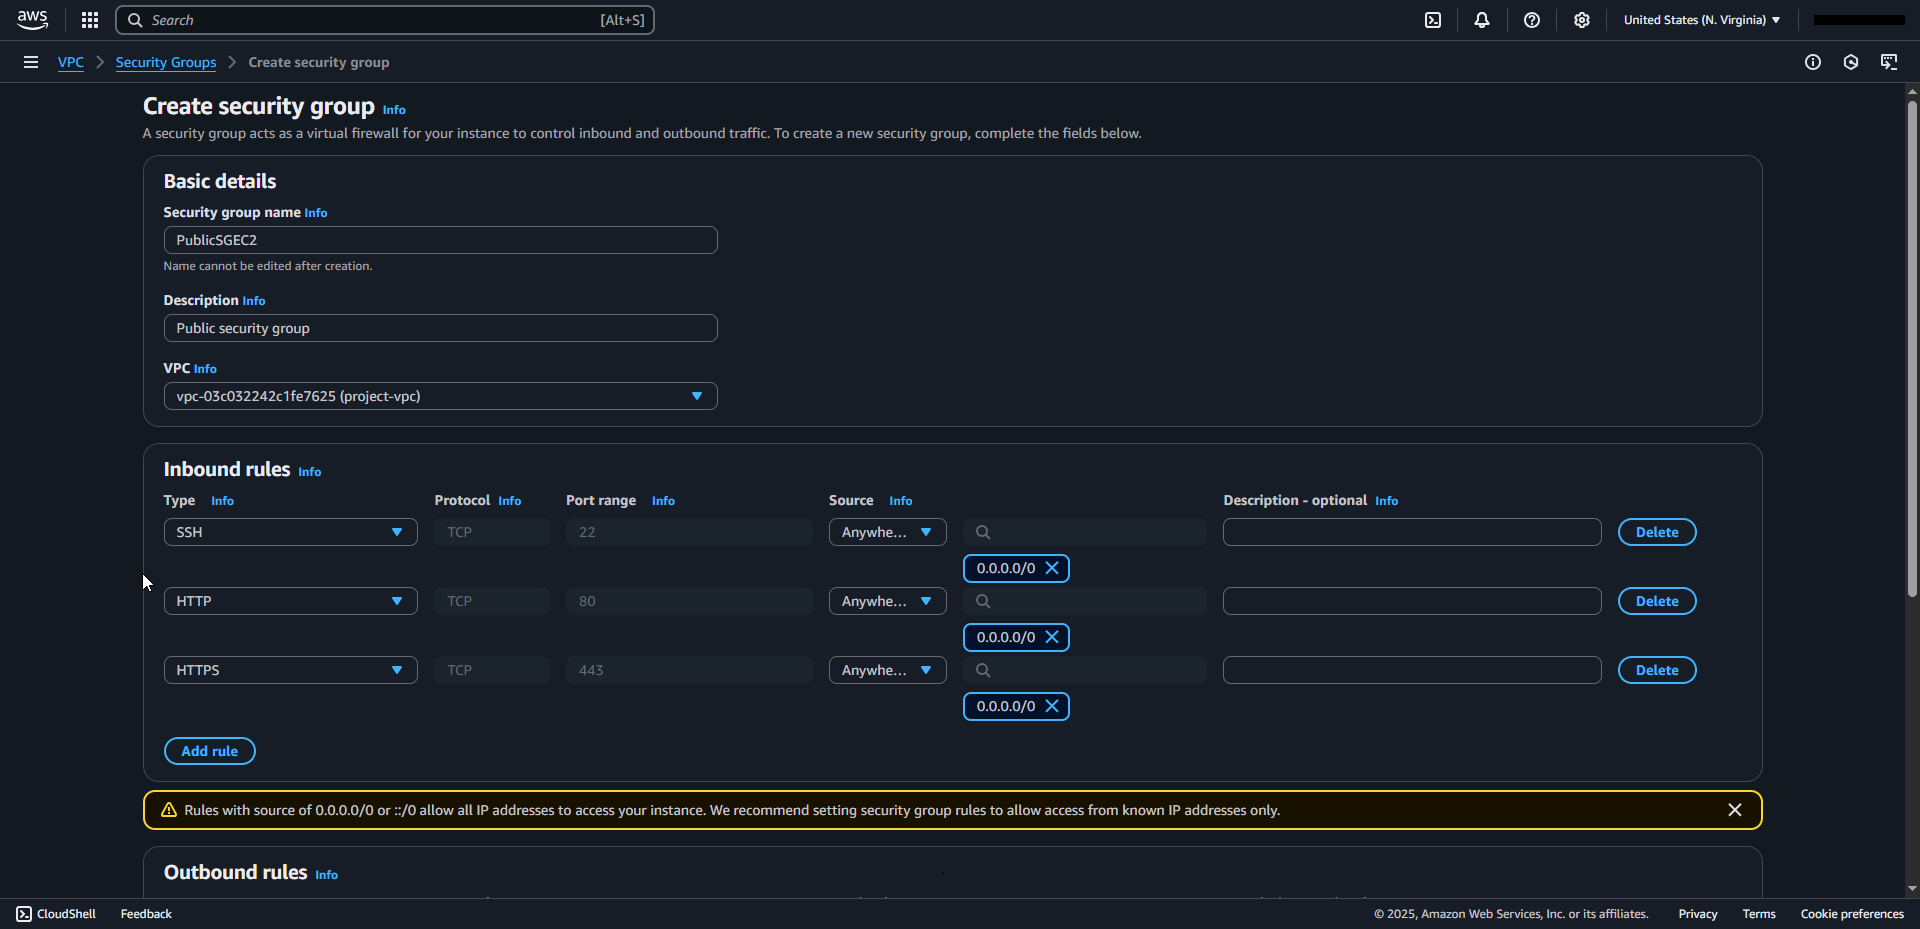 aws Search [Alt+S] United States (N. Virginia)
VPC Security Groups Create security group
Create security group Info
A security group acts as a virtual firewall for your instance to control inbound and outbound traffic. To create a new security group, complete the fields below.
Basic details
Security group name Info
PublicSGEC2
Name cannot be edited after creation.
Description Info
Public security group
VPC Info
vpc-03c032242c1fe7625 (project-vpc)
Inbound rules Info
Type Info Protocol Info Port range Info Source Info Description - optional Info
SSH TCP 22 Anywhe... Delete
0.0.0.0/0
HTTP TCP 80 Anywhe... Delete
0.0.0.0/0
HTTPS TCP 443 Anywhe... Delete
0.0.0.0/0
Add rule
Rules with source of 0.0.0.0/0 or ::/0 allow all IP addresses to access your instance. We recommend setting security group rules to allow access from known IP addresses only.
Outbound rules Info
CloudShell Feedback © 2025, Amazon Web Services, Inc. or its affiliates. Privacy Terms Cookie preferences